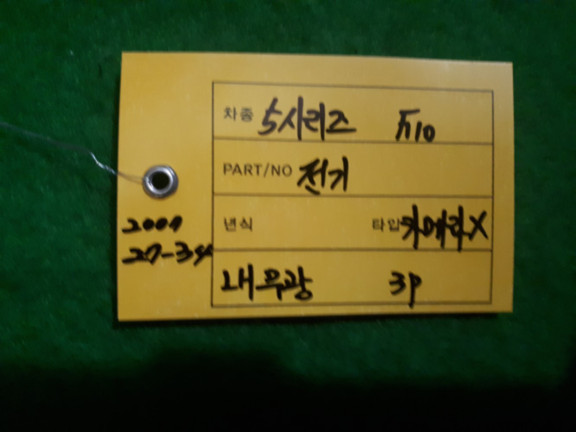 차종 5시리즈 F10
PART/NO 전기
년식 타입 카메라X
2009
27-34
내무광 3P